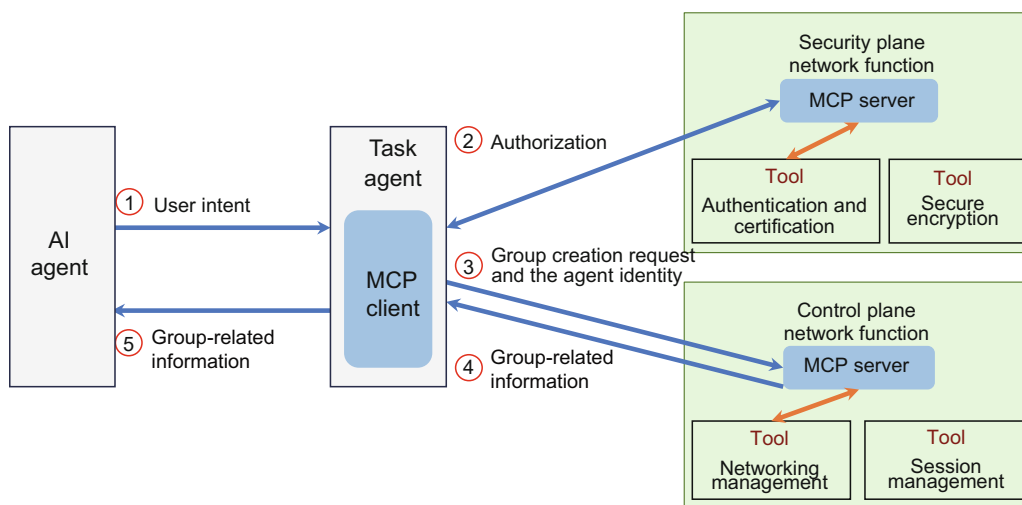 AI
agent
1
User intent
5
Group-related
information
Task
agent
MCP
client
2
Authorization
3
Group creation request
and the agent identity
4
Group-related
information
Security plane
network function
MCP server
Tool
Authentication and
certification
Tool
Secure
encryption
Control plane
network function
MCP server
Tool
Networking
management
Tool
Session
management